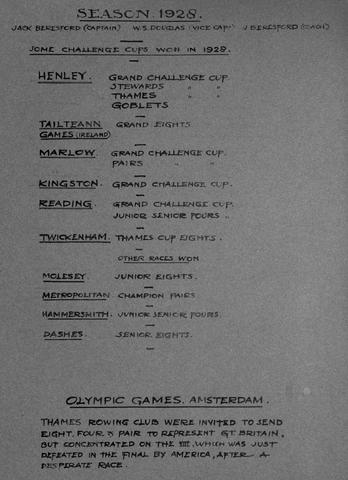 SEASON 1928.
JACK BERESFORD (CAPTAIN) W.S. DOUGLAS (VICE CAPT) J BERESFORD (COACH)
SOME CHALLENGE CUPS WON IN 1928.
HENLEY. GRAND CHALLENGE CUP.
STEWARDS " "
THAMES " "
GOBLETS
TAILTEANN GRAND EIGHTS.
GAMES (IRELAND)
MARLOW. GRAND CHALLENGE CUP.
PAIRS " "
KINGSTON. GRAND CHALLENGE CUP.
READING. GRAND CHALLENGE CUP.
JUNIOR SENIOR FOURS "
TWICKENHAM. THAMES CUP EIGHTS.
OTHER RACES WON
MOLESEY. JUNIOR EIGHTS.
METROPOLITAN CHAMPION PAIRS
HAMMERSMITH. JUNIOR SENIOR FOURS.
DASHES. SENIOR EIGHTS.
OLYMPIC GAMES. AMSTERDAM.
THAMES ROWING CLUB WERE INVITED TO SEND
EIGHT, FOUR & PAIR TO REPRESENT GT. BRITAIN,
BUT CONCENTRATED ON THE VIII. WHICH WAS JUST
DEFEATED IN THE FINAL BY AMERICA, AFTER A
DESPERATE RACE.